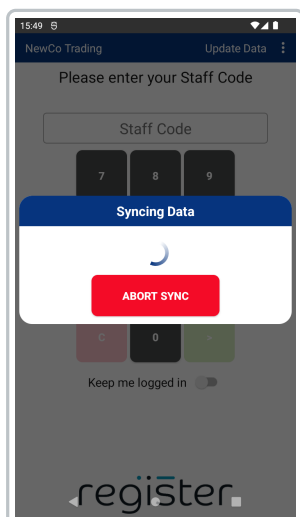 15:49
NewCo Trading
Update Data
Please enter your Staff Code
Staff Code
7 8 9
Syncing Data
ABORT SYNC
C 0
Keep me logged in
register